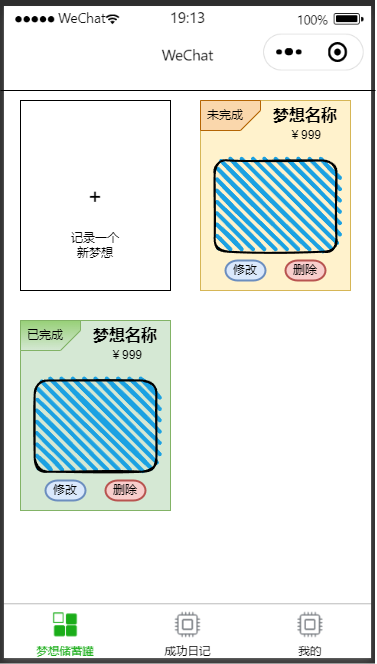 WeChat 19:13 100%
WeChat
+
记录一个
新梦想
未完成
梦想名称
¥999
修改 删除
已完成
梦想名称
¥999
修改 删除
梦想储蓄罐 成功日记 我的